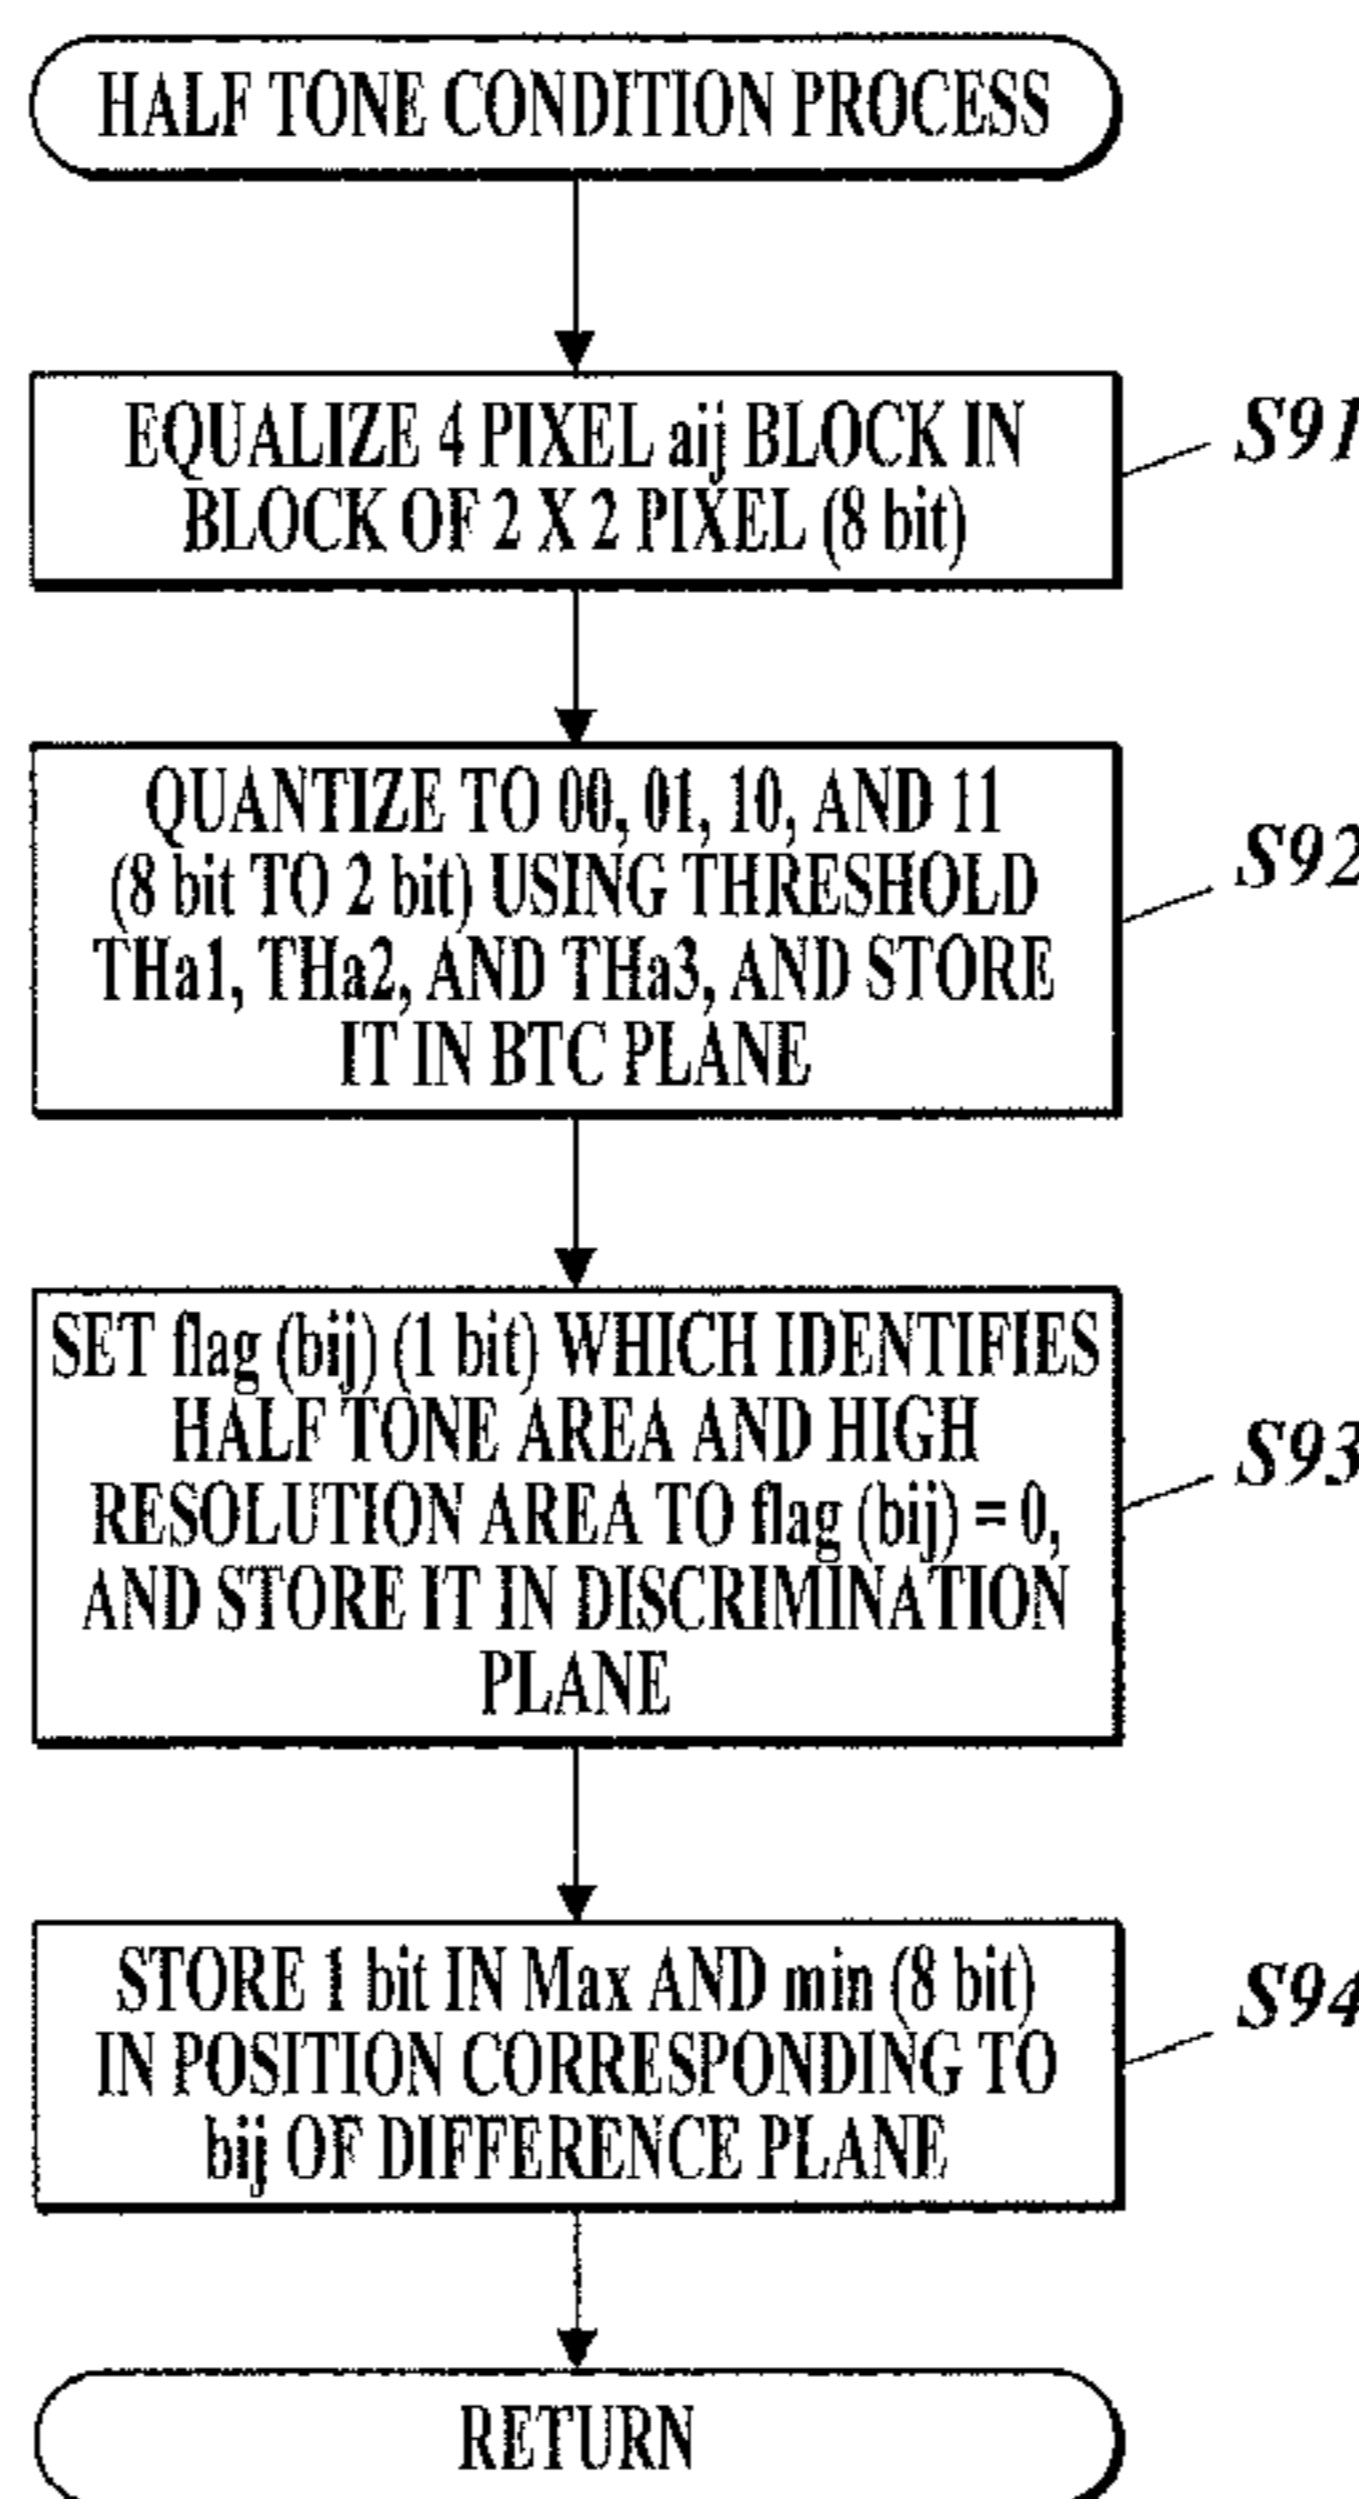 HALF TONE CONDITION PROCESS
EQUALIZE 4 PIXEL aij BLOCK IN
BLOCK OF 2 X 2 PIXEL (8 bit)
S91
QUANTIZE TO 00, 01, 10, AND 11
(8 bit TO 2 bit) USING THRESHOLD
THa1, THa2, AND THa3, AND STORE
IT IN BTC PLANE
S92
SET flag (bij) (1 bit) WHICH IDENTIFIES
HALF TONE AREA AND HIGH
RESOLUTION AREA TO flag (bij) = 0,
AND STORE IT IN DISCRIMINATION
PLANE
S93
STORE 1 bit IN Max AND min (8 bit)
IN POSITION CORRESPONDING TO
bij OF DIFFERENCE PLANE
S94
RETURN